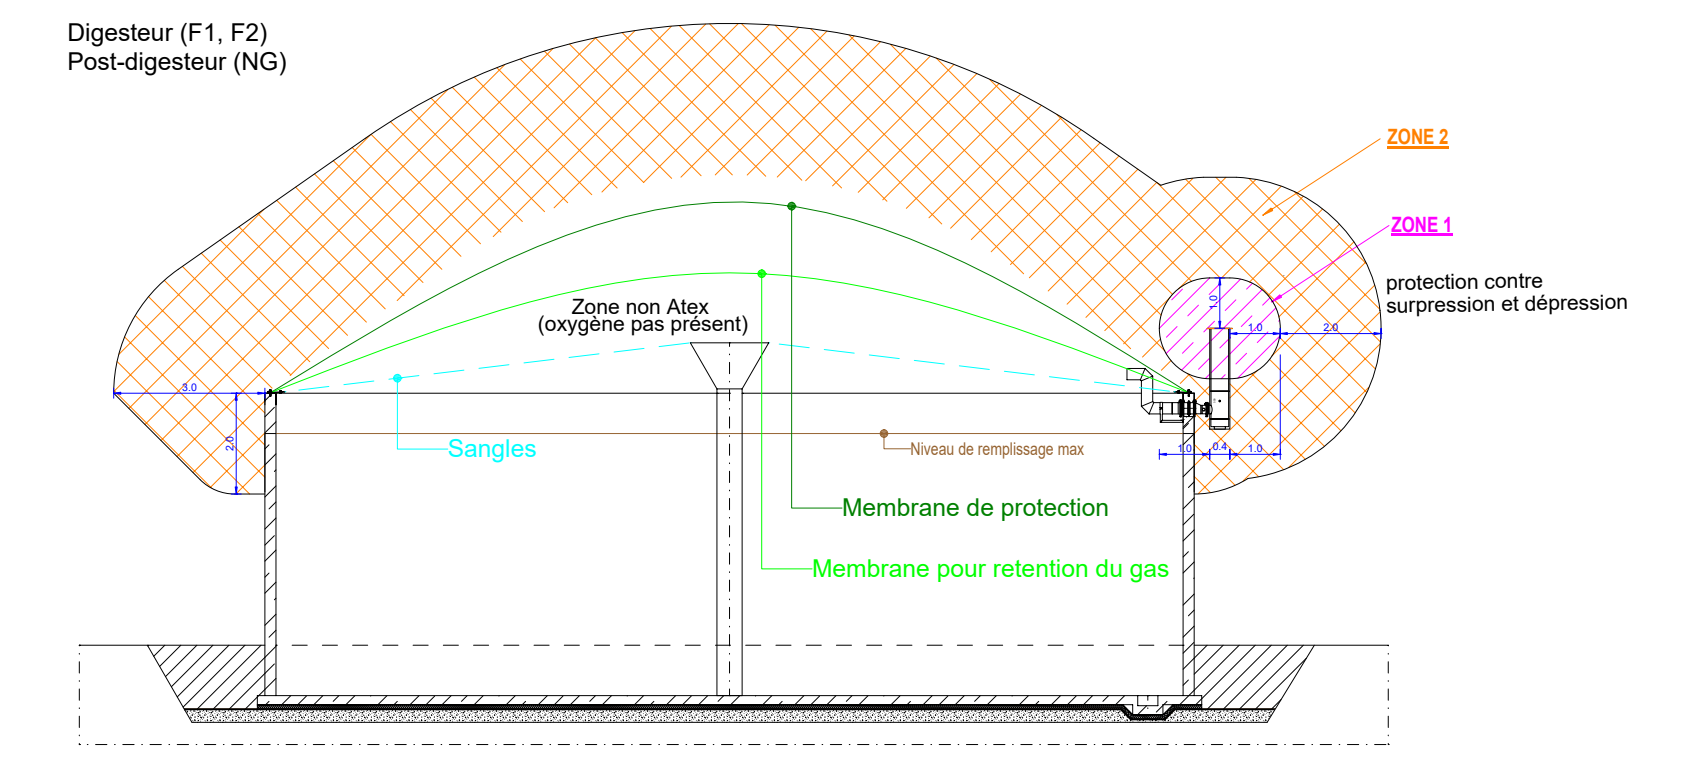 Digesteur (F1, F2)
Post-digesteur (NG)
ZONE 2
ZONE 1
protection contre
surpression et dépression
Zone non Atex
(oxygène pas présent)
1.0
1.0
2.0
3.0
2.0
Sangles
Niveau de remplissage max
1.0
0.4
1.0
Membrane de protection
Membrane pour retention du gas